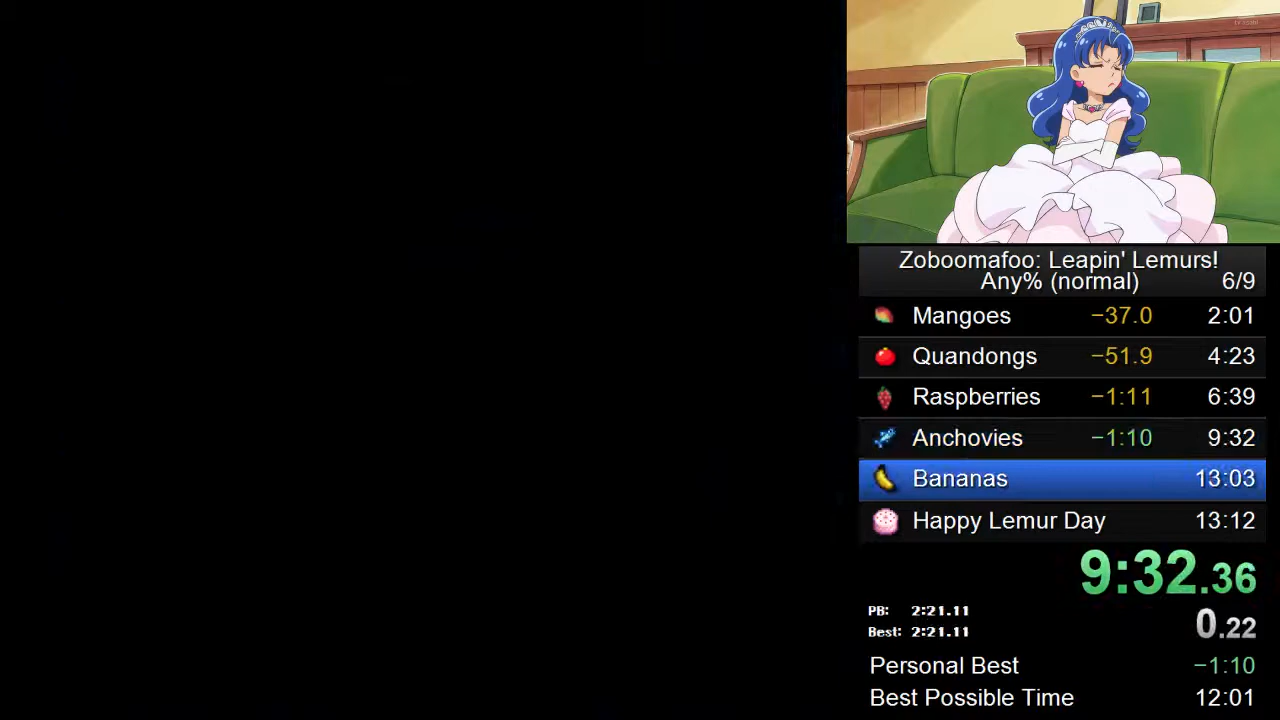 Zoboomafoo: Leapin' Lemurs!
Any% (normal) 6/9
Mangoes −37.0 2:01
Quandongs −51.9 4:23
Raspberries −1:11 6:39
Anchovies −1:10 9:32
Bananas 13:03
Happy Lemur Day 13:12
9:32.36
PB: 2:21.11
Best: 2:21.11
0.22
Personal Best −1:10
Best Possible Time 12:01